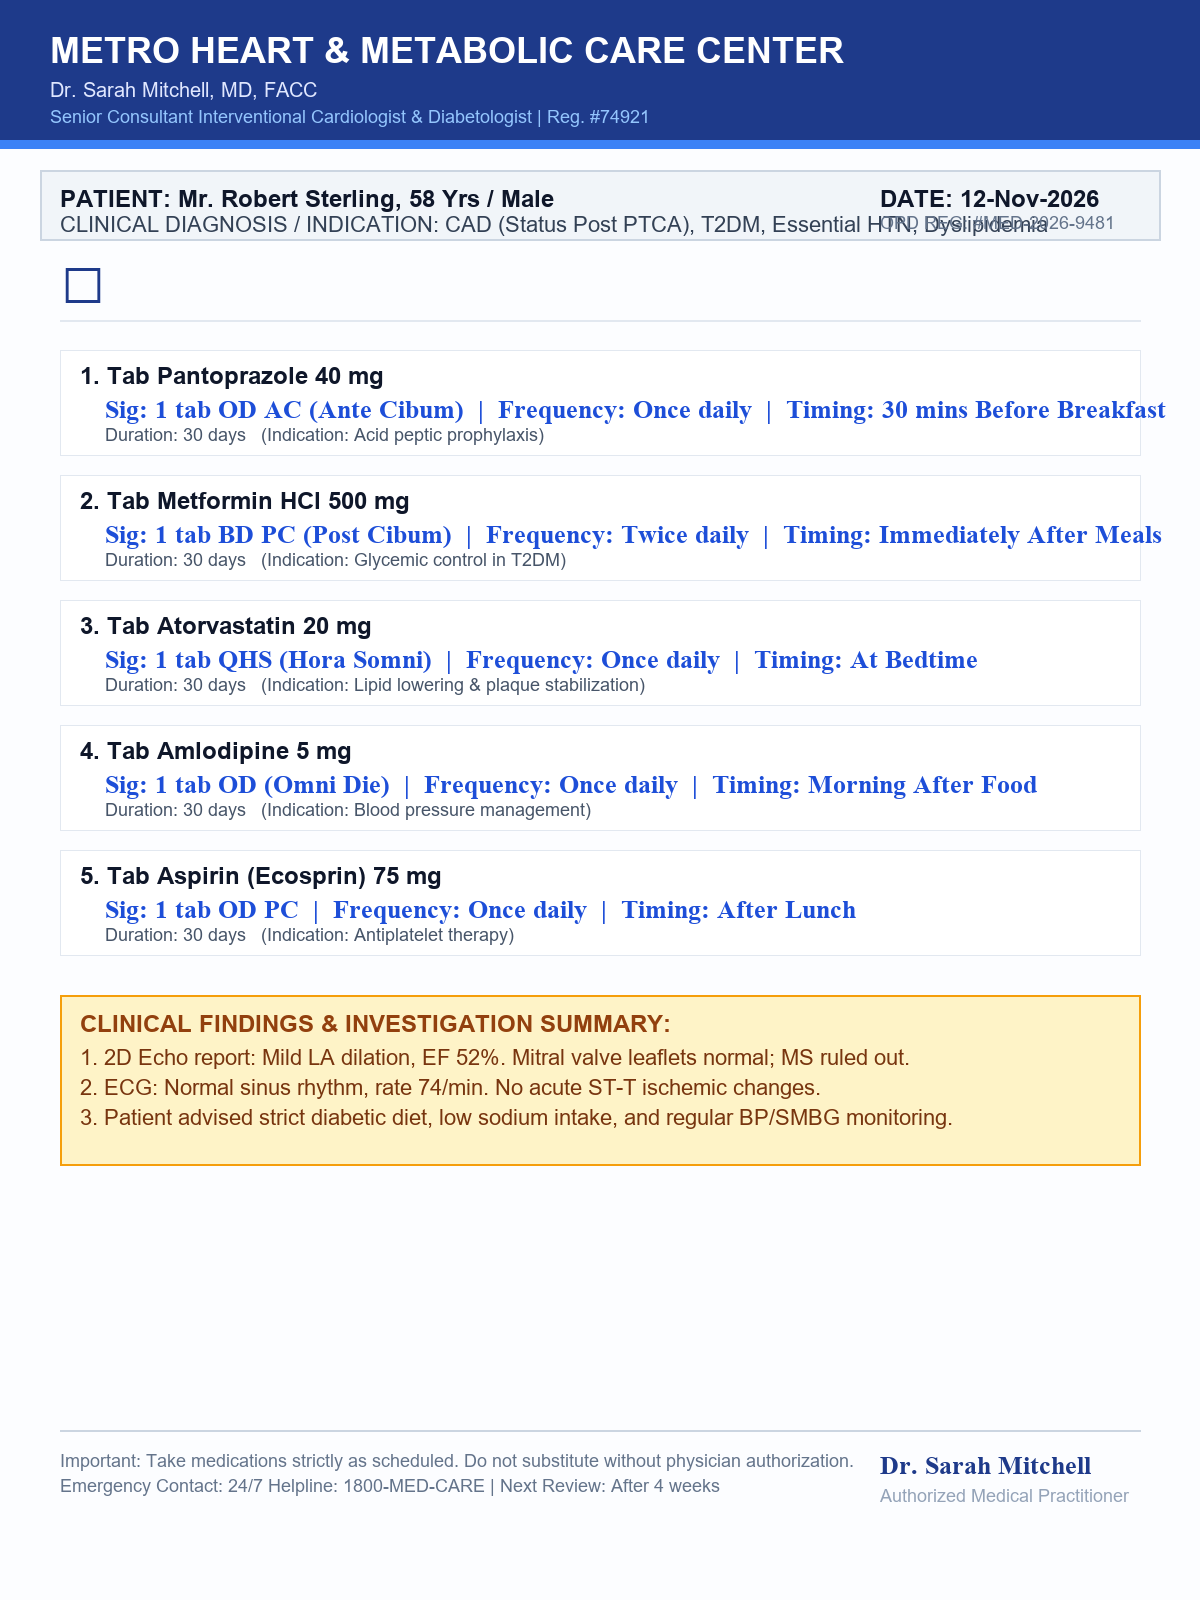 METRO HEART & METABOLIC CARE CENTER
Dr. Sarah Mitchell, MD, FACC
Senior Consultant Interventional Cardiologist & Diabetologist | Reg. #74921
PATIENT: Mr. Robert Sterling, 58 Yrs / Male
DATE: 12-Nov-2026
CLINICAL DIAGNOSIS / INDICATION: CAD (Status Post PTCA), T2DM, Essential HTN, Dyslipidemia
OPD REG: #MED-2026-9481
1. Tab Pantoprazole 40 mg
Sig: 1 tab OD AC (Ante Cibum) | Frequency: Once daily | Timing: 30 mins Before Breakfast
Duration: 30 days (Indication: Acid peptic prophylaxis)
2. Tab Metformin HCl 500 mg
Sig: 1 tab BD PC (Post Cibum) | Frequency: Twice daily | Timing: Immediately After Meals
Duration: 30 days (Indication: Glycemic control in T2DM)
3. Tab Atorvastatin 20 mg
Sig: 1 tab QHS (Hora Somni) | Frequency: Once daily | Timing: At Bedtime
Duration: 30 days (Indication: Lipid lowering & plaque stabilization)
4. Tab Amlodipine 5 mg
Sig: 1 tab OD (Omni Die) | Frequency: Once daily | Timing: Morning After Food
Duration: 30 days (Indication: Blood pressure management)
5. Tab Aspirin (Ecosprin) 75 mg
Sig: 1 tab OD PC | Frequency: Once daily | Timing: After Lunch
Duration: 30 days (Indication: Antiplatelet therapy)
CLINICAL FINDINGS & INVESTIGATION SUMMARY:
1. 2D Echo report: Mild LA dilation, EF 52%. Mitral valve leaflets normal; MS ruled out.
2. ECG: Normal sinus rhythm, rate 74/min. No acute ST-T ischemic changes.
3. Patient advised strict diabetic diet, low sodium intake, and regular BP/SMBG monitoring.
Important: Take medications strictly as scheduled. Do not substitute without physician authorization.
Emergency Contact: 24/7 Helpline: 1800-MED-CARE | Next Review: After 4 weeks
Dr. Sarah Mitchell
Authorized Medical Practitioner